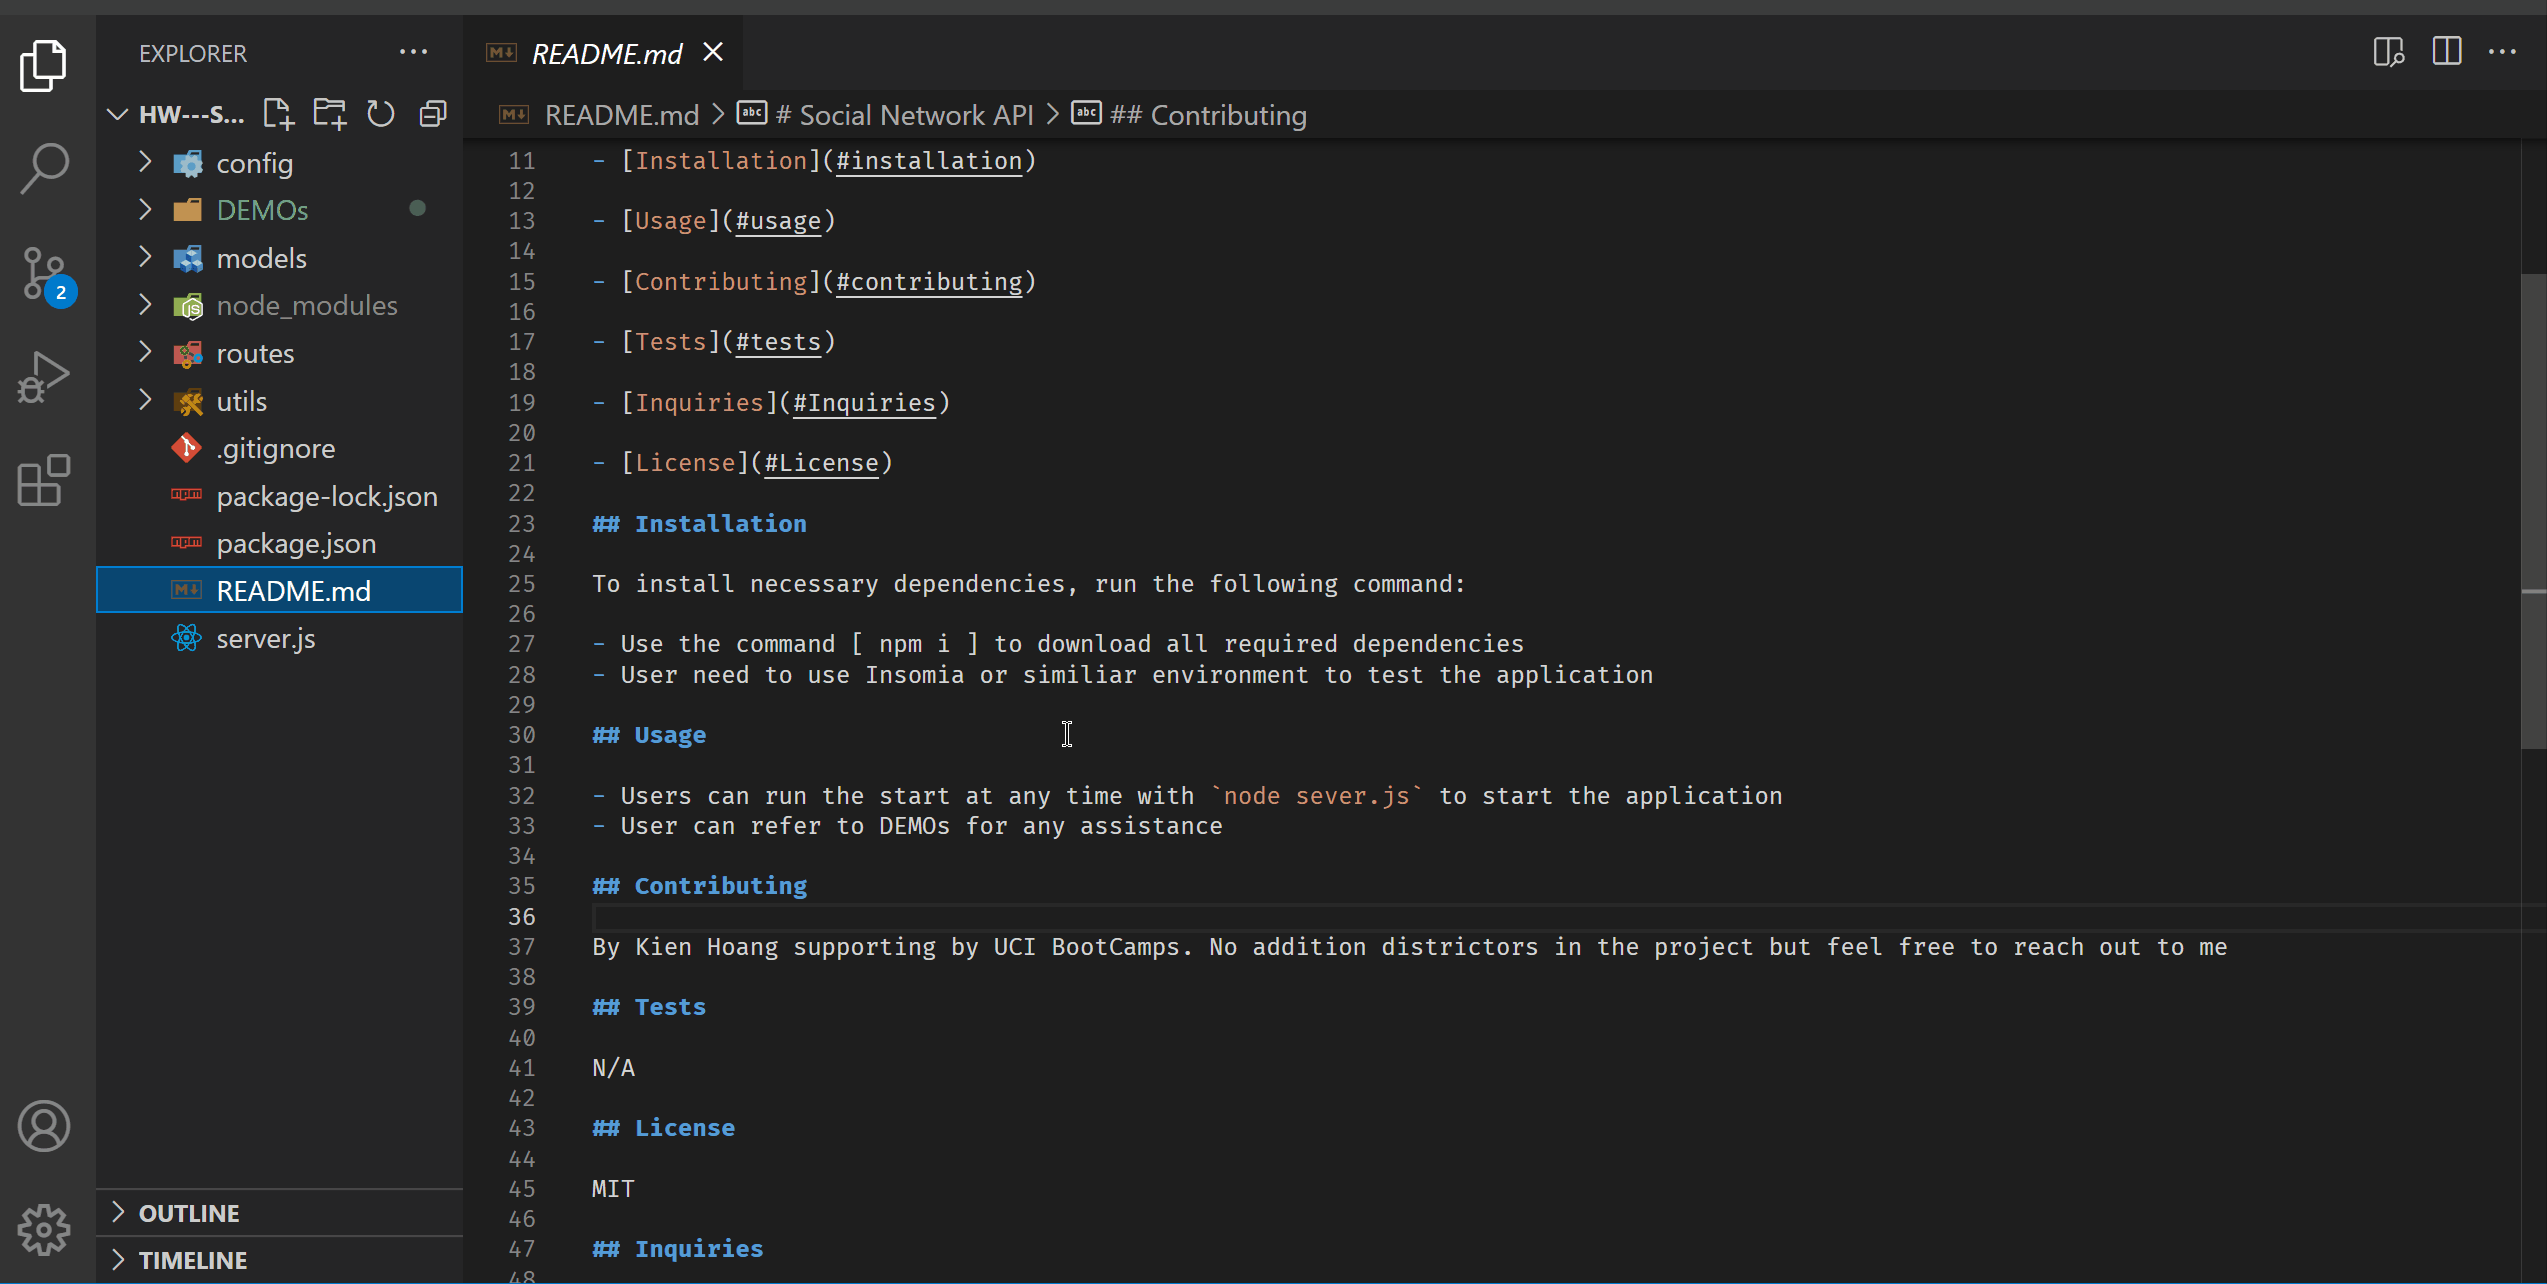 EXPLORER
HW---S...
config
DEMOs
models
node_modules
routes
utils
.gitignore
package-lock.json
package.json
README.md
server.js
OUTLINE
TIMELINE
2
README.md
README.md > # Social Network API > ## Contributing
11 - [Installation](#installation)
12
13 - [Usage](#usage)
14
15 - [Contributing](#contributing)
16
17 - [Tests](#tests)
18
19 - [Inquiries](#Inquiries)
20
21 - [License](#License)
22
23 ## Installation
24
25 To install necessary dependencies, run the following command:
26
27 - Use the command [ npm i ] to download all required dependencies
28 - User need to use Insomia or similiar environment to test the application
29
30 ## Usage
31
32 - Users can run the start at any time with `node sever.js` to start the application
33 - User can refer to DEMOs for any assistance
34
35 ## Contributing
36
37 By Kien Hoang supporting by UCI BootCamps. No addition districtors in the project but feel free to reach out to me
38
39 ## Tests
40
41 N/A
42
43 ## License
44
45 MIT
46
47 ## Inquiries
48